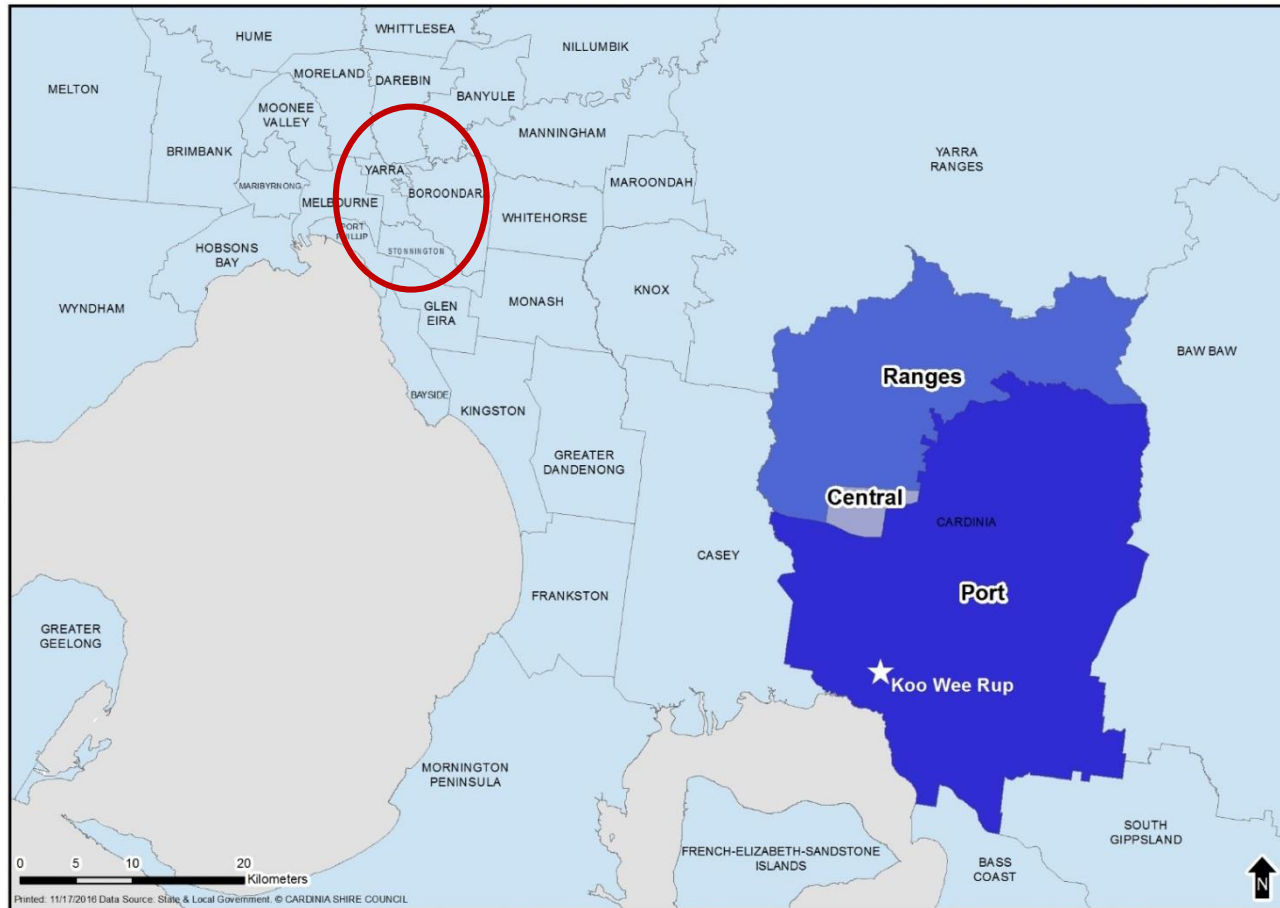 HUME
WHITTLESEA
NILLUMBIK
MELTON
MORELAND
DAREBIN
BANYULE
MOONEE
VALLEY
MANNINGHAM
BRIMBANK
YARRA
RANGES
YARRA
MAROONDAH
MARIBYRNONG
BOROONDARA
MELBOURNE
WHITEHORSE
PORT
PHILLIP
HOBSONS
BAY
STONNINGTON
WYNDHAM
GLEN
EIRA
MONASH
KNOX
BAW BAW
Ranges
BAYSIDE
KINGSTON
GREATER
DANDENONG
Central
CARDINIA
CASEY
Port
FRANKSTON
GREATER
GEELONG
Koo Wee Rup
MORNINGTON
PENINSULA
SOUTH
GIPPSLAND
FRENCH-ELIZABETH-SANDSTONE
ISLANDS
BASS
COAST
0 5 10 20
Kilometers
N
Printed: 11/17/2016 Data Source: State & Local Government. © CARDINIA SHIRE COUNCIL